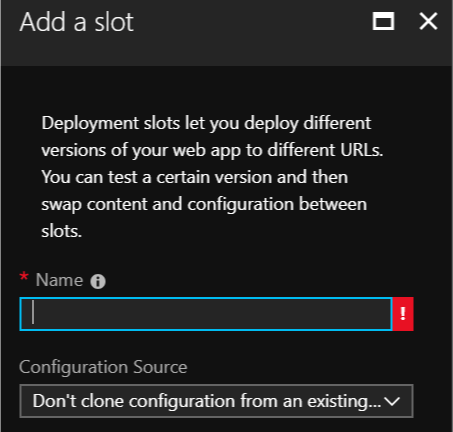 Add a slot
Deployment slots let you deploy different
versions of your web app to different URLs.
You can test a certain version and then
swap content and configuration between
slots.
* Name
Configuration Source
Don't clone configuration from an existing...